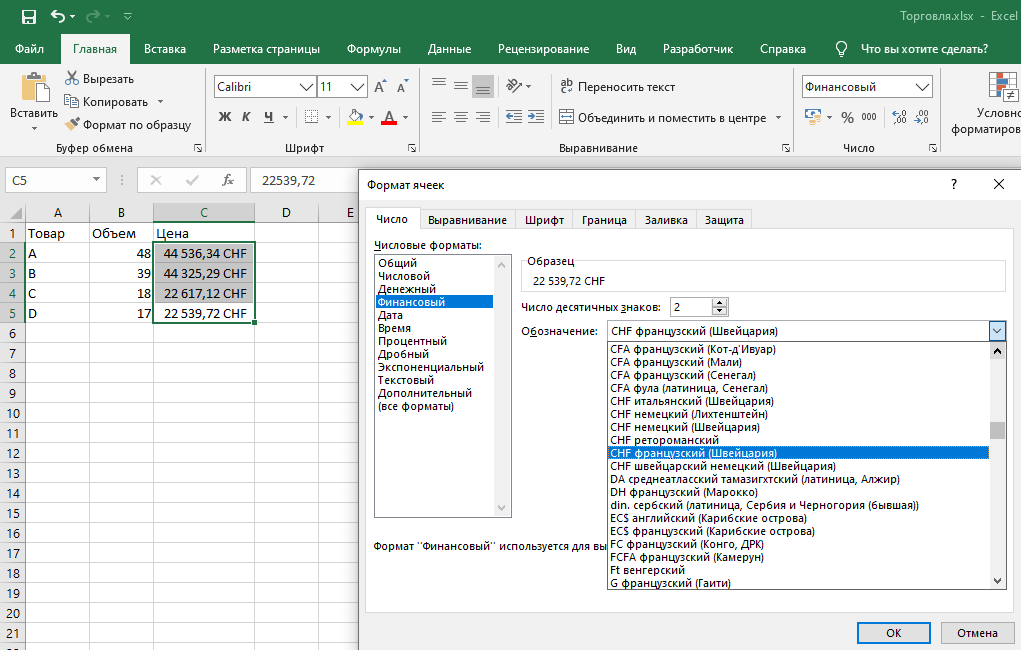 Торговля.xlsx - Excel
Файл Главная Вставка Разметка страницы Формулы Данные Рецензирование Вид Разработчик Справка Что вы хотите сделать?
Вставить
Вырезать
Копировать
Формат по образцу
Буфер обмена
Calibri 11 А А
Ж К Ч А
Шрифт
ab Переносить текст
Объединить и поместить в центре
Выравнивание
Финансовый
% 000 ,00 ,00
Число
Условно
форматиров
C5 fx 22539,72
A B C D E
1 Товар Объем Цена
2 A 48 44 536,34 CHF
3 B 39 44 325,29 CHF
4 C 18 22 617,12 CHF
5 D 17 22 539,72 CHF
6
7
8
9
10
11
12
13
14
15
16
17
18
19
20
21
Формат ячеек ?
Число Выравнивание Шрифт Граница Заливка Защита
Числовые форматы:
Общий
Числовой
Денежный
Финансовый
Дата
Время
Процентный
Дробный
Экспоненциальный
Текстовый
Дополнительный
(все форматы)
Образец
22 539,72 CHF
Число десятичных знаков: 2
Обозначение: CHF французский (Швейцария)
CFA французский (Кот-д'Ивуар)
CFA французский (Мали)
CFA французский (Сенегал)
CFA фула (латиница, Сенегал)
CHF итальянский (Швейцария)
CHF немецкий (Лихтенштейн)
CHF немецкий (Швейцария)
CHF ретороманский
CHF французский (Швейцария)
CHF швейцарский немецкий (Швейцария)
DA среднеатласский тамазигхтский (латиница, Алжир)
DH французский (Марокко)
din. сербский (латиница, Сербия и Черногория (бывшая))
EC$ английский (Карибские острова)
EC$ французский (Карибские острова)
FC французский (Конго, ДРК)
FCFA французский (Камерун)
Ft венгерский
G французский (Гаити)
Формат "Финансовый" используется для вы
ОК Отмена